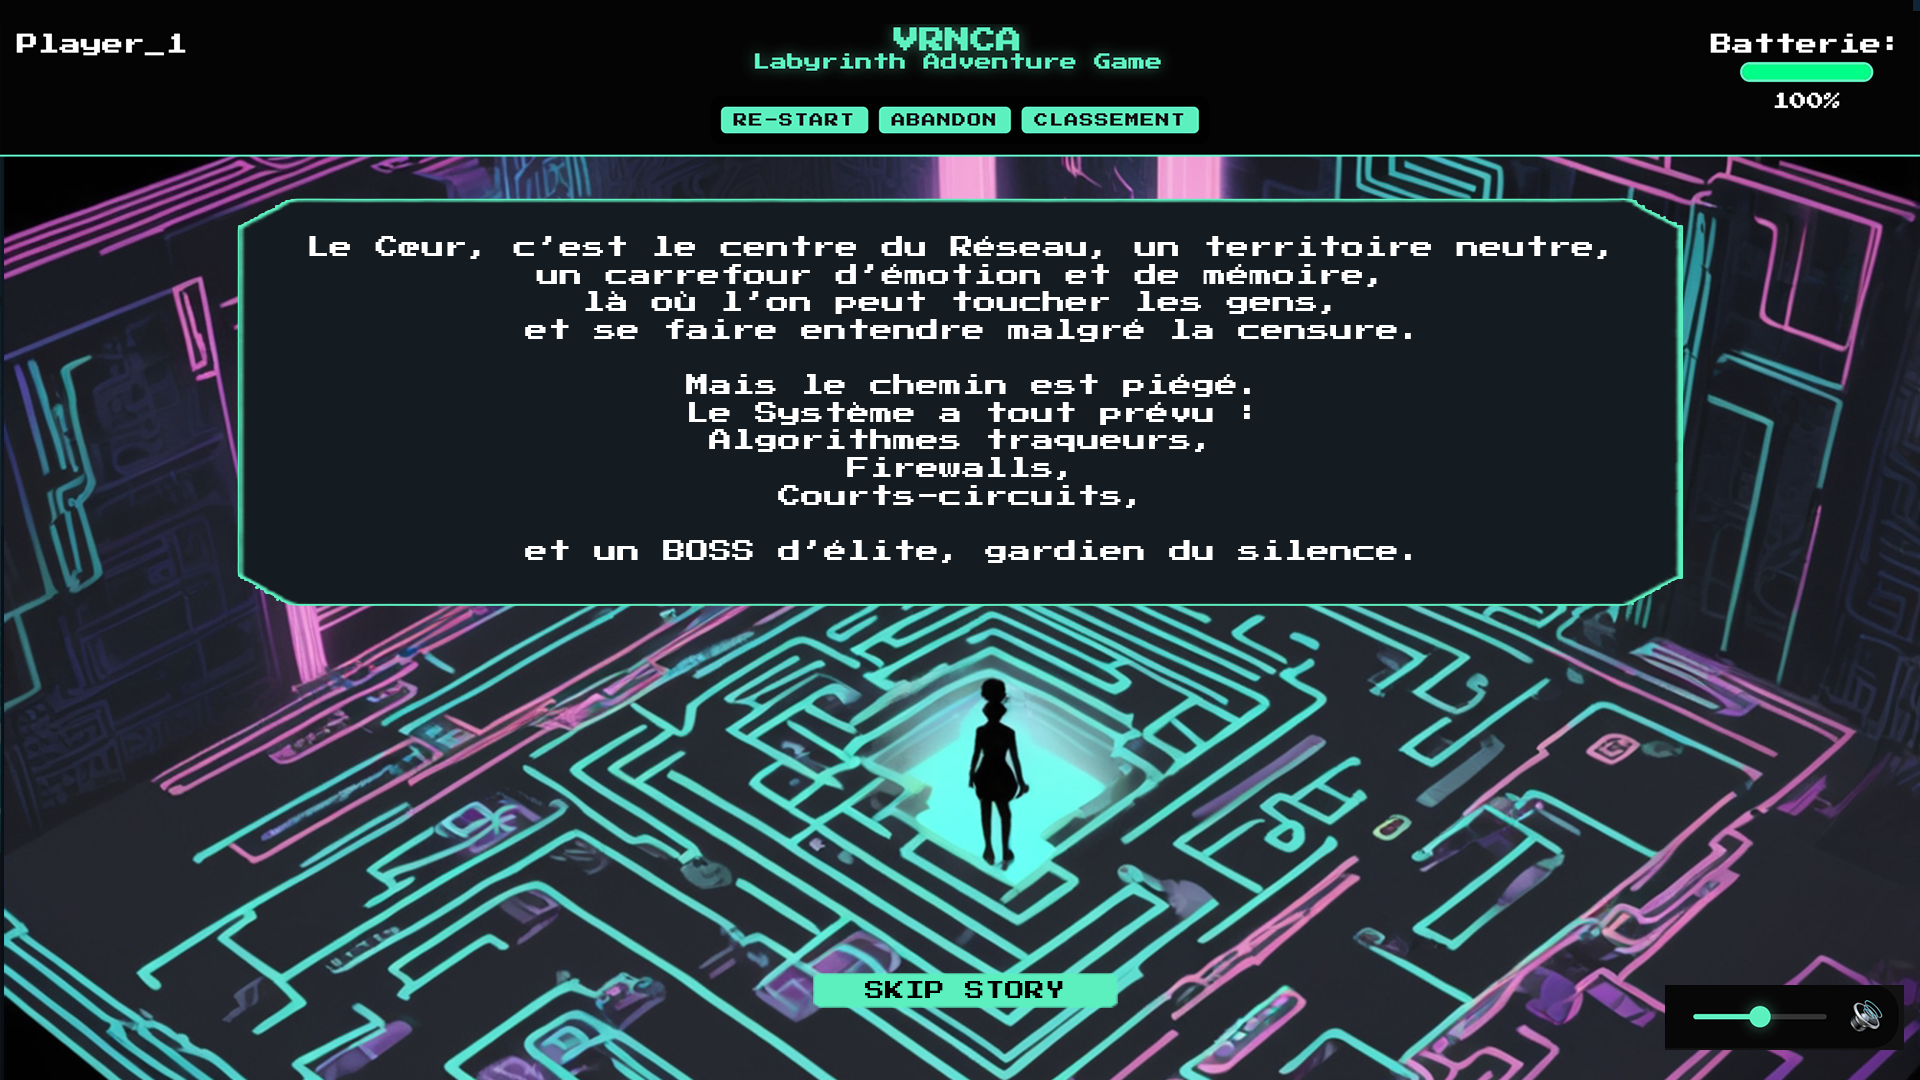 Player_1
VRNCA
Labyrinth Adventure Game
Batterie:
100%
RE-START
ABANDON
CLASSEMENT
Le Cœur, c'est le centre du Réseau, un territoire neutre,
un carrefour d'émotion et de mémoire,
là où l'on peut toucher les gens,
et se faire entendre malgré la censure.
Mais le chemin est piégé.
Le Système a tout prévu :
Algorithmes traqueurs,
Firewalls,
Courts-circuits,
et un BOSS d'élite, gardien du silence.
SKIP STORY